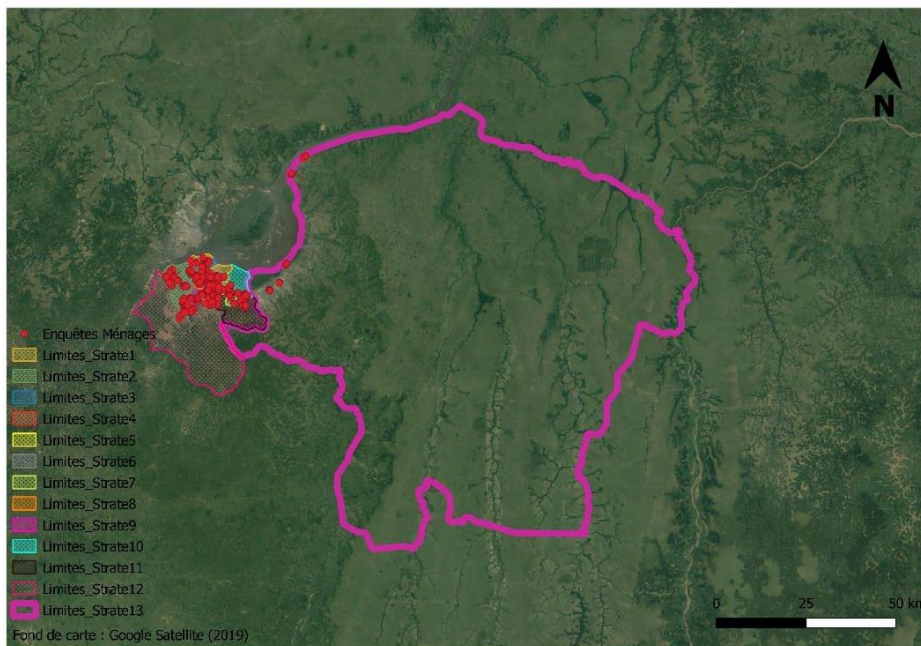 N
Enquêtes Ménages
Limites_Strate1
Limites_Strate2
Limites_Strate3
Limites_Strate4
Limites_Strate5
Limites_Strate6
Limites_Strate7
Limites_Strate8
Limites_Strate9
Limites_Strate10
Limites_Strate11
Limites_Strate12
Limites_Strate13
0 25 50 km
Fond de carte : Google Satellite (2019)